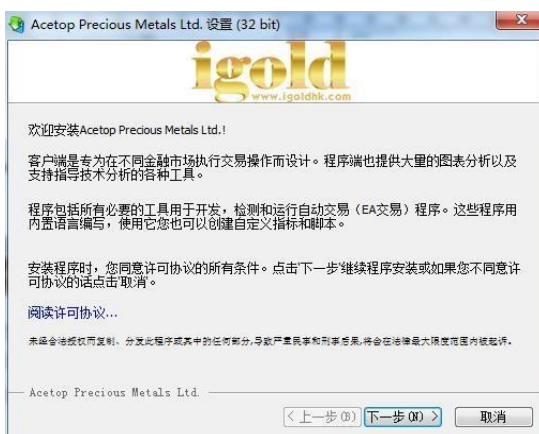 Acetop Precious Metals Ltd. 设置 (32 bit)
igold
www.igoldhk.com
欢迎安装Acetop Precious Metals Ltd.!
客户端是专为在不同金融市场执行交易操作而设计。程序端也提供大量的图表分析以及
支持指导技术分析的各种工具。
程序包括所有必要的工具用于开发，检测和运行自动交易（EA交易）程序。这些程序用
内置语言编写，使用它您也可以创建自定义指标和脚本。
安装程序时，您同意许可协议的所有条件。点击'下一步'继续程序安装或如果您不同意许
可协议的话点击'取消'。
阅读许可协议...
未经合法授权而复制、分发此程序或其中的任何部分,导致严重民事和刑事后果,将会在法律最大限度范围内被起诉。
Acetop Precious Metals Ltd.
< 上一步(B) 下一步(N) > 取消